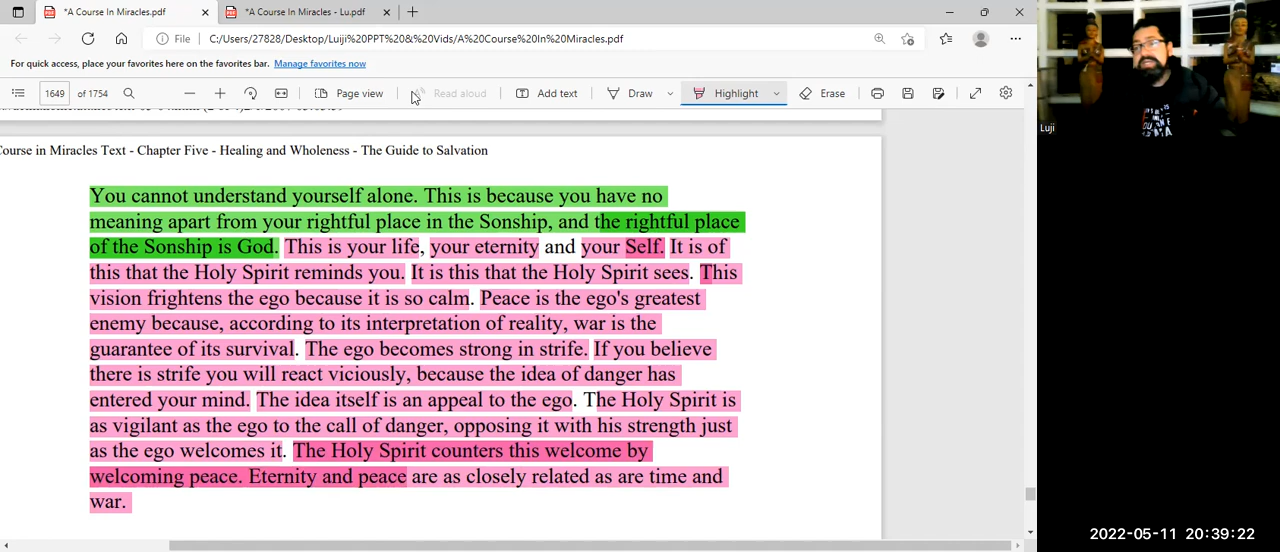 *A Course In Miracles.pdf
*A Course In Miracles - Lu.pdf
File
C:/Users/27828/Desktop/Luiji%20PPT%20&%20Vids/A%20Course%20In%20Miracles.pdf
For quick access, place your favorites here on the favorites bar. Manage favorites now
1649 of 1754
Page view
Read aloud
Add text
Draw
Highlight
Erase
Course in Miracles Text - Chapter Five - Healing and Wholeness - The Guide to Salvation
You cannot understand yourself alone. This is because you have no
meaning apart from your rightful place in the Sonship, and the rightful place
of the Sonship is God. This is your life, your eternity and your Self. It is of
this that the Holy Spirit reminds you. It is this that the Holy Spirit sees. This
vision frightens the ego because it is so calm. Peace is the ego's greatest
enemy because, according to its interpretation of reality, war is the
guarantee of its survival. The ego becomes strong in strife. If you believe
there is strife you will react viciously, because the idea of danger has
entered your mind. The idea itself is an appeal to the ego. The Holy Spirit is
as vigilant as the ego to the call of danger, opposing it with his strength just
as the ego welcomes it. The Holy Spirit counters this welcome by
welcoming peace. Eternity and peace are as closely related as are time and
war.
Luji
2022-05-11 20:39:22